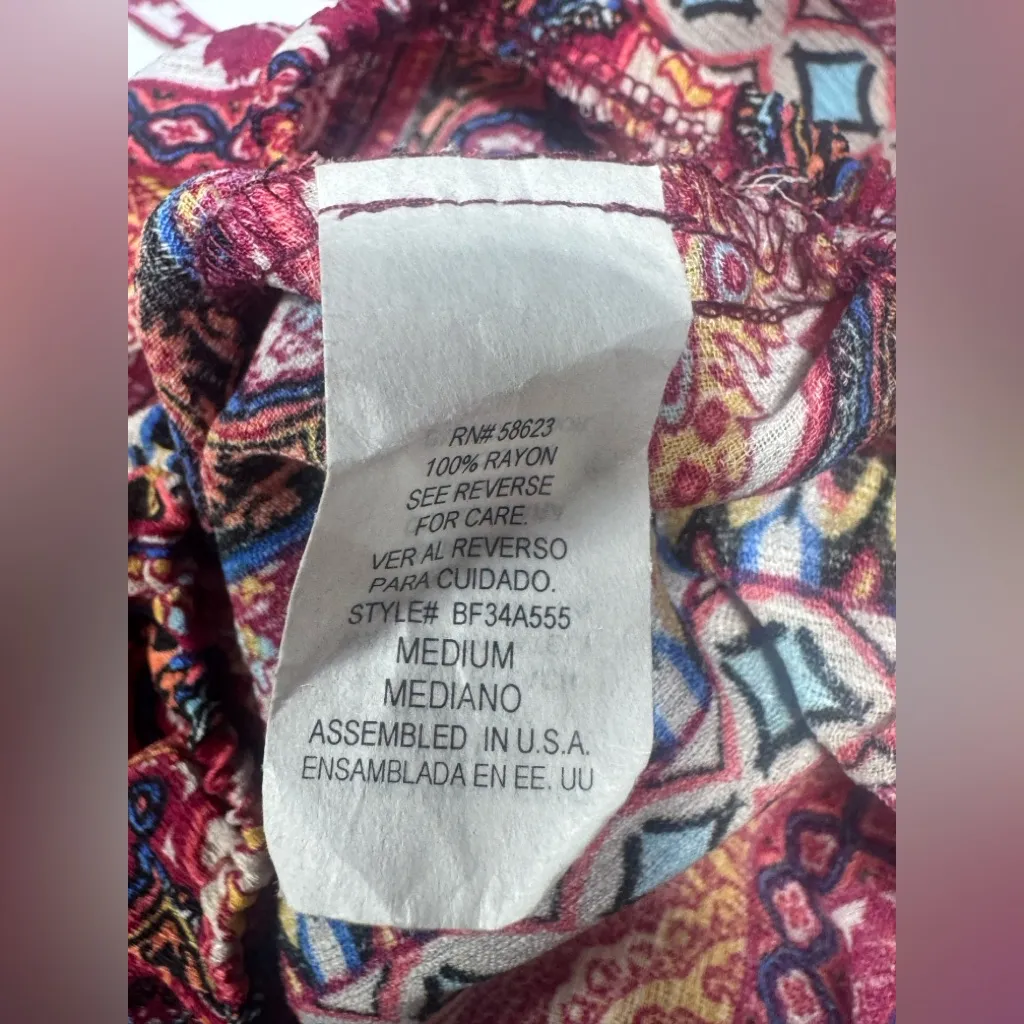 RN# 58623
100% RAYON
SEE REVERSE
FOR CARE.
VER AL REVERSO
PARA CUIDADO.
STYLE# BF34A555
MEDIUM
MEDIANO
ASSEMBLED IN U.S.A.
ENSAMBLADA EN EE. UU